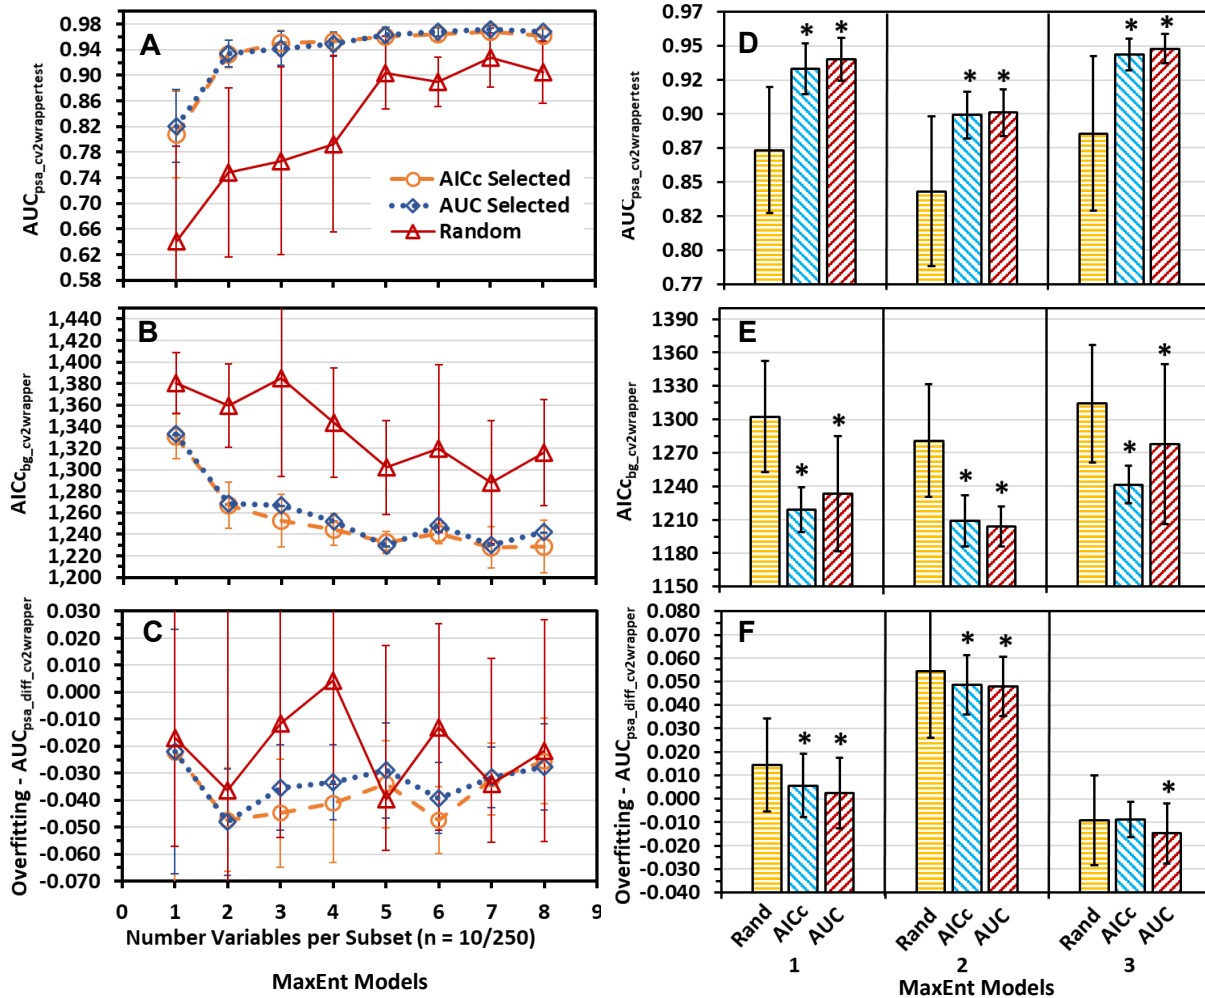 A
AUCpsa_cv2wrappertest
0.98
0.94
0.90
0.86
0.82
0.78
0.74
0.70
0.66
0.62
0.58
AICc Selected
AUC Selected
Random
B
AICcbg_cv2wrapper
1,440
1,420
1,400
1,380
1,360
1,340
1,320
1,300
1,280
1,260
1,240
1,220
1,200
C
Overfitting - AUCpsa_diff_cv2wrapper
0.030
0.020
0.010
0.000
-0.010
-0.020
-0.030
-0.040
-0.050
-0.060
-0.070
0 1 2 3 4 5 6 7 8 9
Number Variables per Subset (n = 10/250)
MaxEnt Models
D
AUCpsa_cv2wrappertest
0.97
0.95
0.92
0.90
0.87
0.85
0.82
0.80
0.77
* * * * * *
E
AICcbg_cv2wrapper
1390
1360
1330
1300
1270
1240
1210
1180
1150
* * * * * *
F
Overfitting - AUCpsa_diff_cv2wrapper
0.080
0.070
0.060
0.050
0.040
0.030
0.020
0.010
0.000
-0.010
-0.020
-0.030
-0.040
* * * * *
Rand AICc AUC Rand AICc AUC Rand AICc AUC
1 2 3
MaxEnt Models